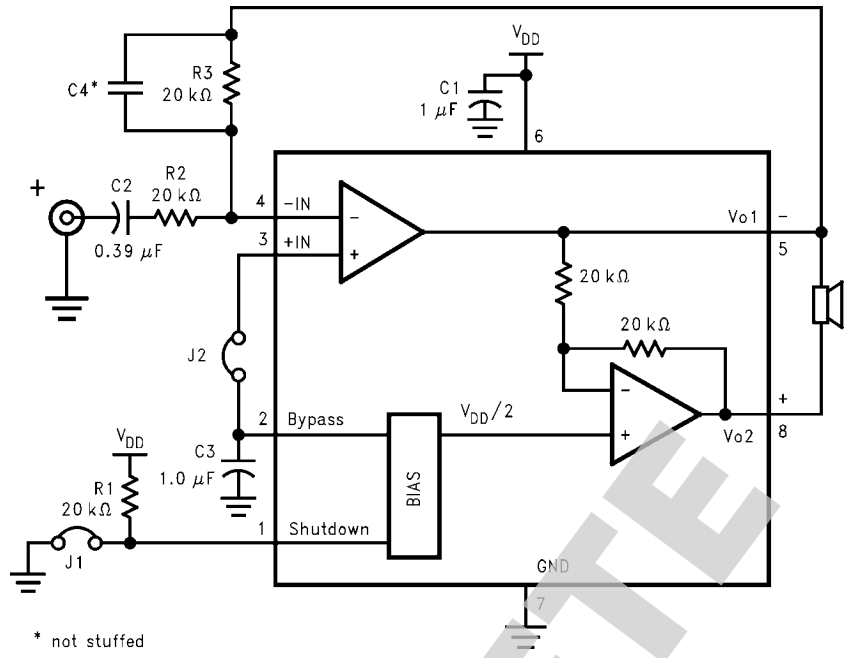 V_DD
R3
20 kΩ
C4*
C1
1 μF
6
+
C2
0.39 μF
R2
20 kΩ
4
-IN
-
3
+IN
+
Vo1
-
5
20 kΩ
20 kΩ
J2
2
Bypass
V_DD/2
BIAS
-
+
+
Vo2
8
C3
1.0 μF
V_DD
R1
20 kΩ
1
Shutdown
J1
GND
7
* not stuffed